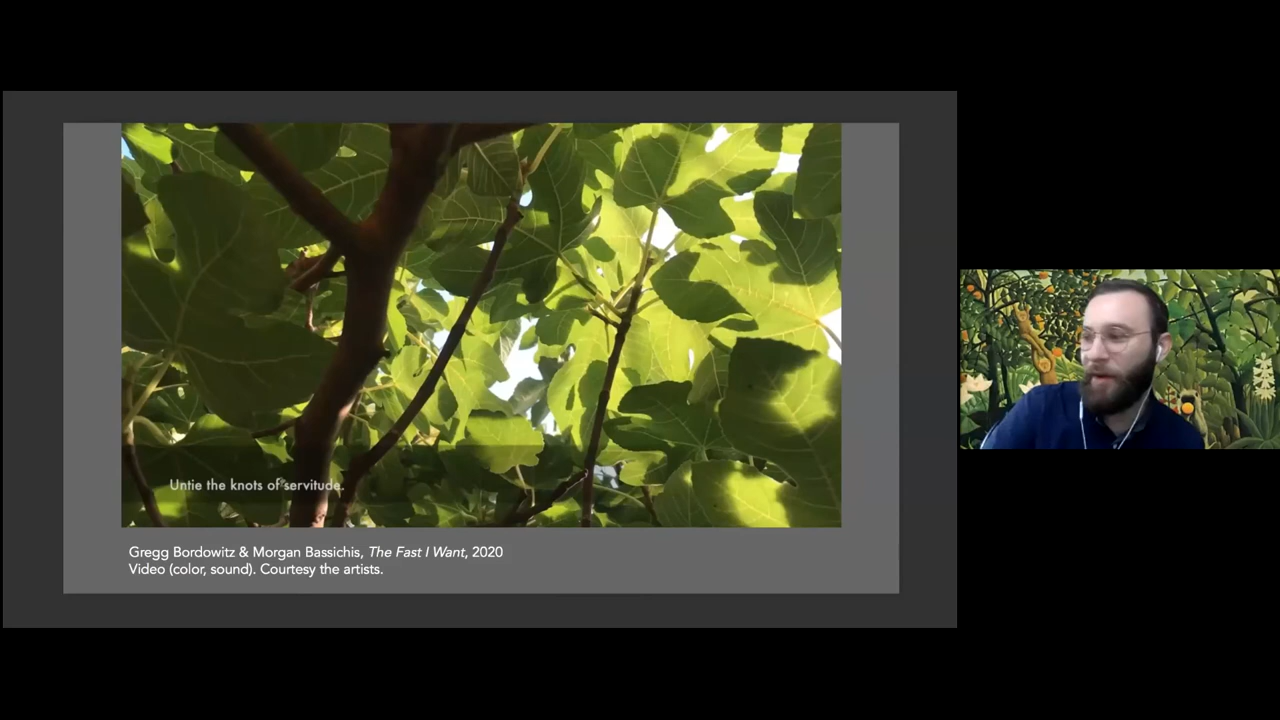 Untie the knots of servitude.
Gregg Bordowitz & Morgan Bassichis, The Fast I Want, 2020
Video (color, sound). Courtesy the artists.